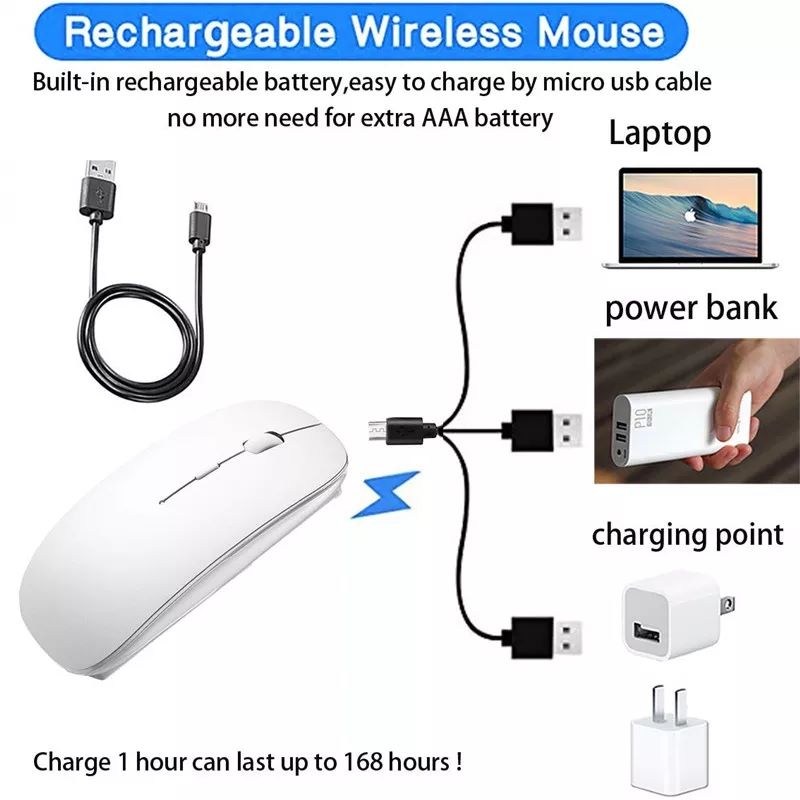 Rechargeable Wireless Mouse
Built-in rechargeable battery,easy to charge by micro usb cable
no more need for extra AAA battery
Laptop
power bank
P10
charging point
Charge 1 hour can last up to 168 hours !